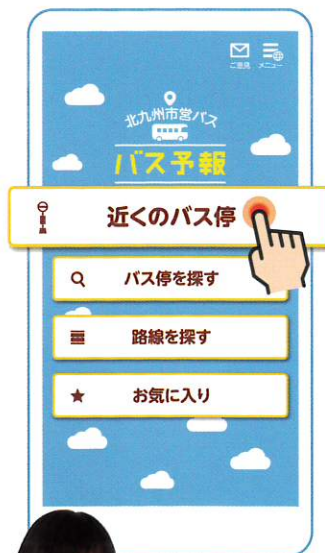 ご意見 メニュー
北九州市営バス
バス予報
近くのバス停
バス停を探す
路線を探す
お気に入り